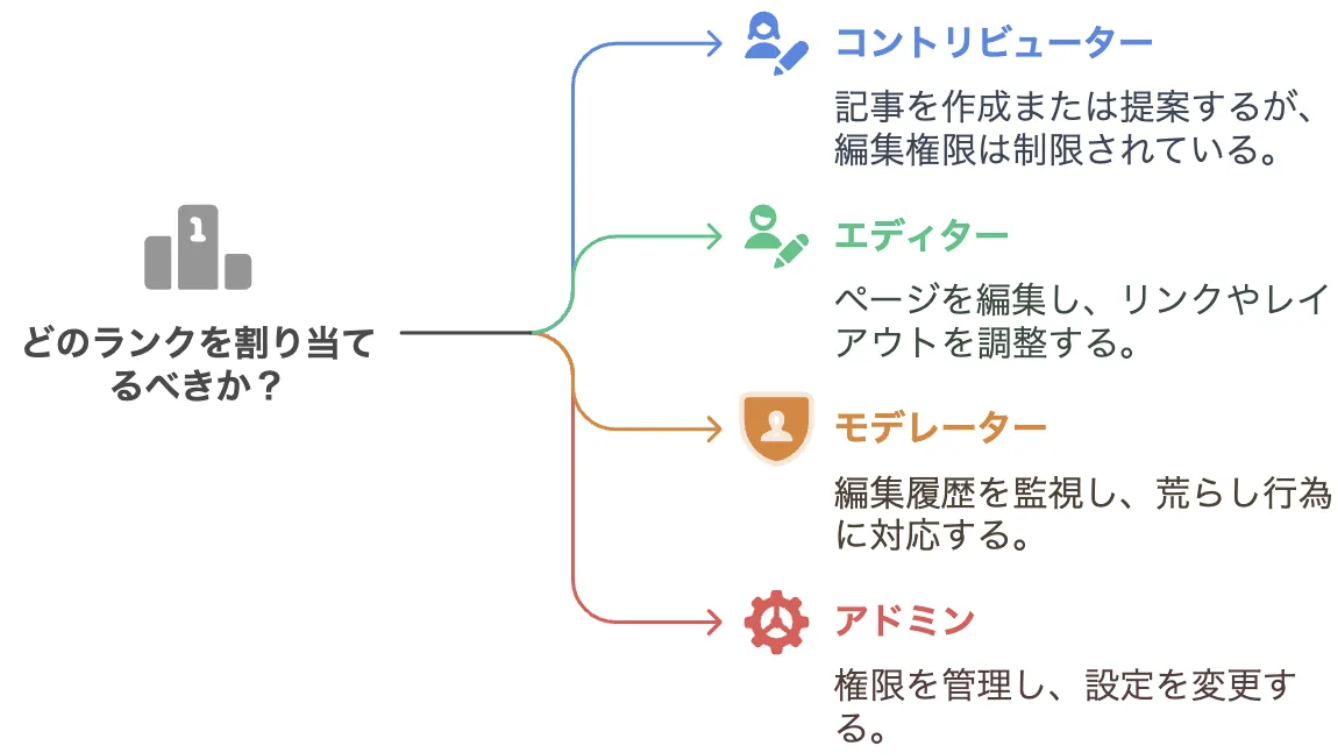 1
どのランクを割り当て
るべきか？
コントリビューター
記事を作成または提案するが、
編集権限は制限されている。
エディター
ページを編集し、リンクやレイ
アウトを調整する。
モデレーター
編集履歴を監視し、荒らし行為
に対応する。
アドミン
権限を管理し、設定を変更す
る。